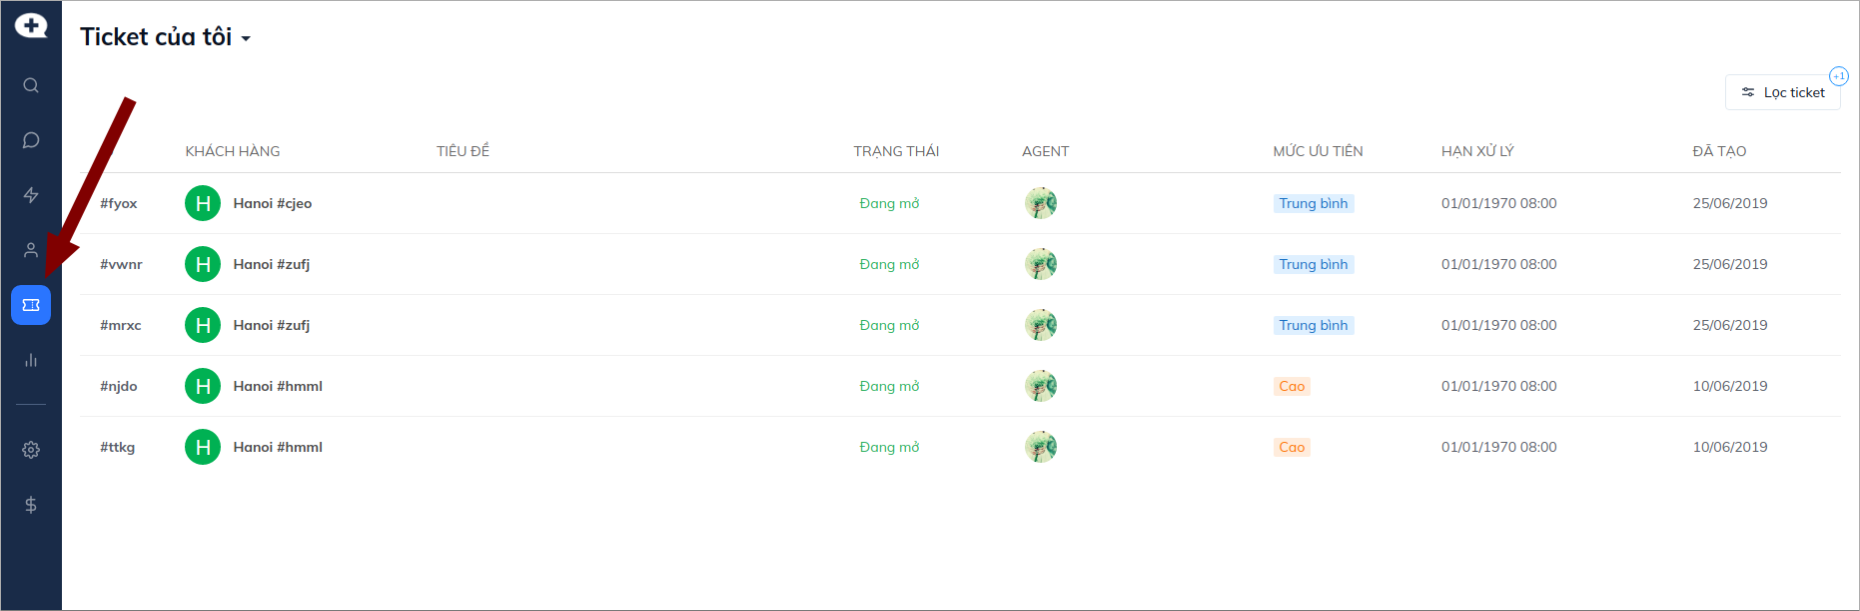 Ticket của tôi
+1
Lọc ticket
KHÁCH HÀNG TIÊU ĐỀ TRẠNG THÁI AGENT MỨC ƯU TIÊN HẠN XỬ LÝ ĐÃ TẠO
#fyox H Hanoi #cjeo Đang mở Trung bình 01/01/1970 08:00 25/06/2019
#vwnr H Hanoi #zufj Đang mở Trung bình 01/01/1970 08:00 25/06/2019
#mrxc H Hanoi #zufj Đang mở Trung bình 01/01/1970 08:00 25/06/2019
#njdo H Hanoi #hmml Đang mở Cao 01/01/1970 08:00 10/06/2019
#ttkg H Hanoi #hmml Đang mở Cao 01/01/1970 08:00 10/06/2019